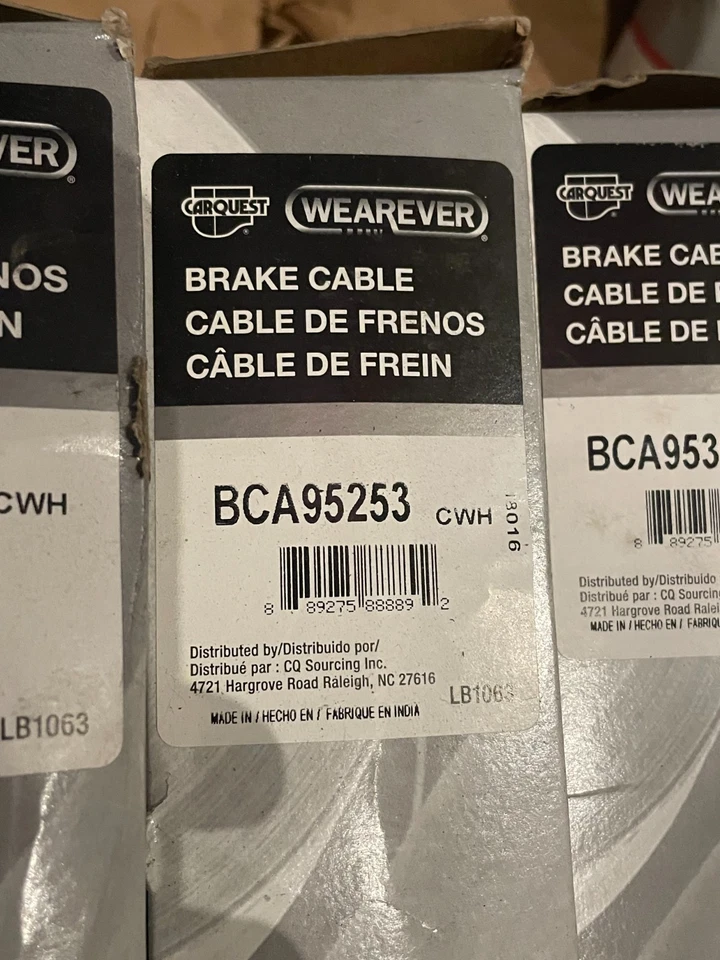 VER
NOS
N
CWH
LB1063
CARQUEST WEAREVER
BRAKE CABLE
CABLE DE FRENOS
CÂBLE DE FREIN
BCA95253 CWH 18016
8 89275 88889 2
Distributed by/Distribuido por/
Distribué par : CQ Sourcing Inc.
4721 Hargrove Road Raleigh, NC 27616
LB1063
MADE IN / HECHO EN / FABRIQUE EN INDIA
CARQUEST WEA
BRAKE CAB
CABLE DE F
CÂBLE DE
BCA953
8 89275
Distributed by/Distribuido
Distribué par : CQ Sourcing
4721 Hargrove Road Ralei
MADE IN / HECHO EN / FABRIQU